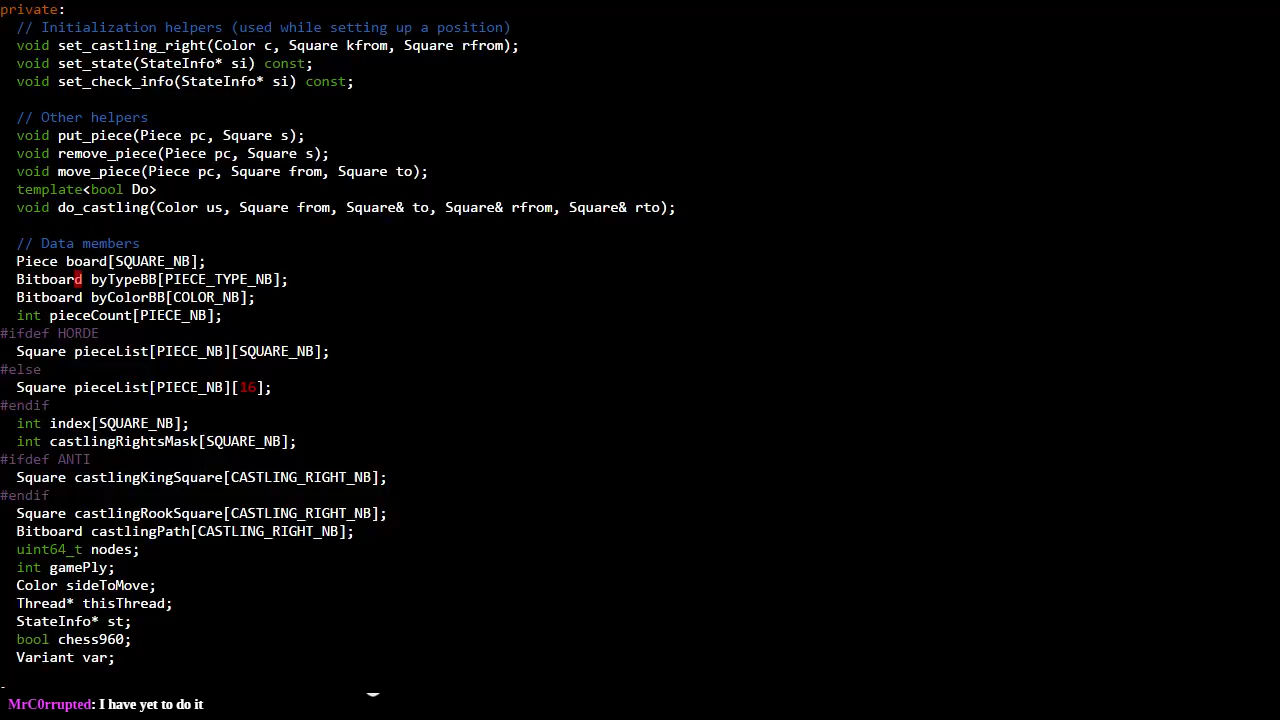 private:
// Initialization helpers (used while setting up a position)
void set_castling_right(Color c, Square kfrom, Square rfrom);
void set_state(StateInfo* si) const;
void set_check_info(StateInfo* si) const;
// Other helpers
void put_piece(Piece pc, Square s);
void remove_piece(Piece pc, Square s);
void move_piece(Piece pc, Square from, Square to);
template<bool Do>
void do_castling(Color us, Square from, Square& to, Square& rfrom, Square& rto);
// Data members
Piece board[SQUARE_NB];
Bitboard byTypeBB[PIECE_TYPE_NB];
Bitboard byColorBB[COLOR_NB];
int pieceCount[PIECE_NB];
#ifdef HORDE
Square pieceList[PIECE_NB][SQUARE_NB];
#else
Square pieceList[PIECE_NB][16];
#endif
int index[SQUARE_NB];
int castlingRightsMask[SQUARE_NB];
#ifdef ANTI
Square castlingKingSquare[CASTLING_RIGHT_NB];
#endif
Square castlingRookSquare[CASTLING_RIGHT_NB];
Bitboard castlingPath[CASTLING_RIGHT_NB];
uint64_t nodes;
int gamePly;
Color sideToMove;
Thread* thisThread;
StateInfo* st;
bool chess960;
Variant var;
MrC0rrupted: I have yet to do it